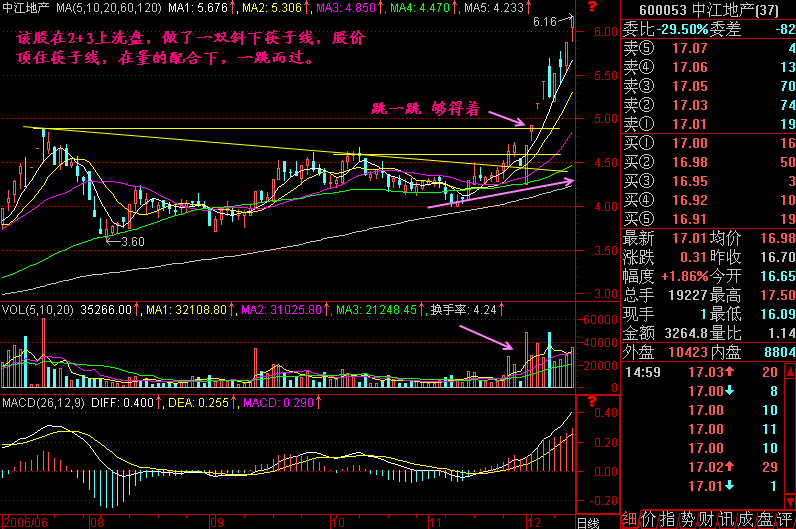 中江地产 MA(5,10,20,60,120) MA1: 5.676↑, MA2: 5.306↑, MA3: 4.850↑, MA4: 4.470↑, MA5: 4.233↑
该股在2+3上洗盘，做了一双斜下筷子线，股价
顶住筷子线，在量的配合下，一跳而过。
跳一跳 够得着
6.16
3.60
?
6.00
5.50
5.00
4.50
4.00
3.50
3.00
VOL(5,10,20) 35266.00↑, MA1: 32108.80↑, MA2: 31025.80↑, MA3: 21248.45↑, 换手率: 4.24↑
60000
40000
20000
0.00
MACD(26,12,9) DIFF: 0.400↑, DEA: 0.255↑, MACD: 0.290↑
?
0.40
0.20
0.00
-0.20
2006/06 08 09 10 11 12 日线
600053 中江地产[37]
委比 -29.50% 委差 -82
卖⑤ 17.07 4
卖④ 17.06 13
卖③ 17.05 70
卖② 17.03 74
卖① 17.01 19
买① 17.00 16
买② 16.98 50
买③ 16.95 3
买④ 16.92 10
买⑤ 16.91 19
最新 17.01 均价 16.98
涨跌 0.31 昨收 16.70
幅度 +1.86% 今开 16.65
总手 19227 最高 17.50
现手 1 最低 16.09
金额 3264.8 量比 1.14
外盘 10423 内盘 8804
14:59 17.03↑ 20
17.00↓ 8
17.00 10
17.00 11
17.00 10
17.02↑ 29
17.01↓ 1
细 价 指 势 财 讯 成 盘 评